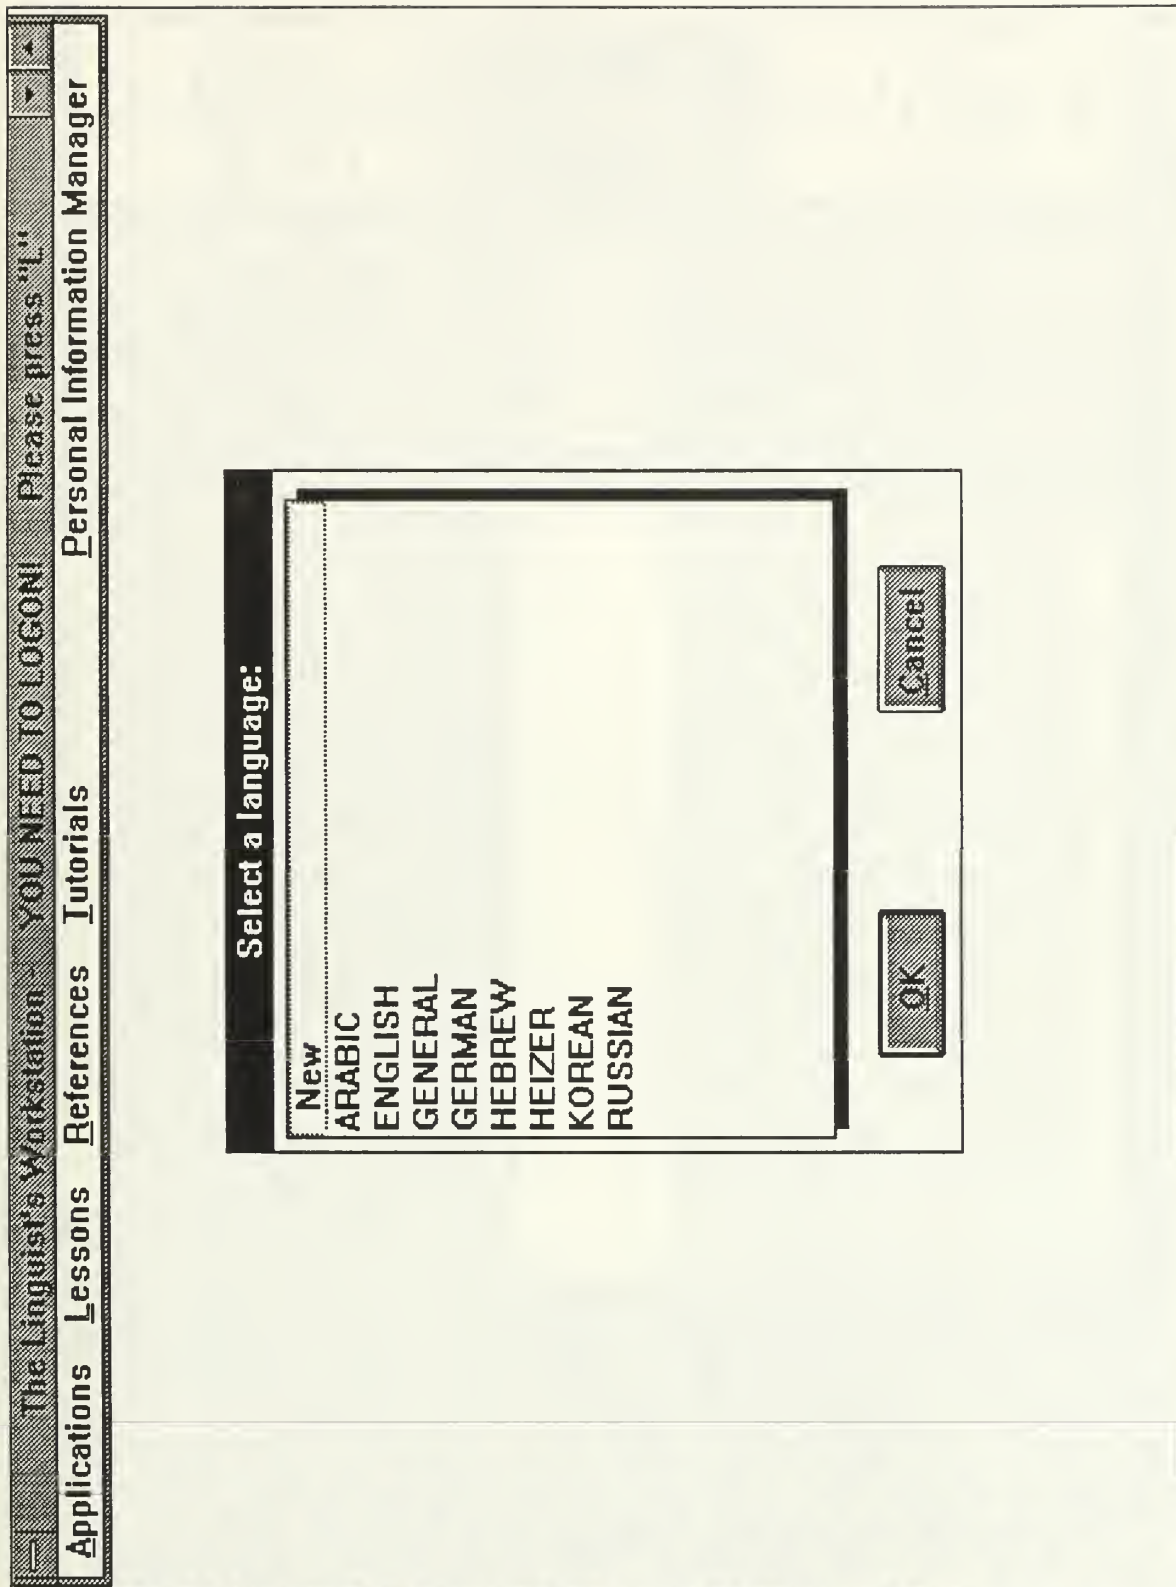 The Linguist's Workstation - YOU NEED TO LOGON! Please press "L"
Applications Lessons References Tutorials Personal Information Manager
Select a language:
New
ARABIC
ENGLISH
GENERAL
GERMAN
HEBREW
HEIZER
KOREAN
RUSSIAN
OK Cancel